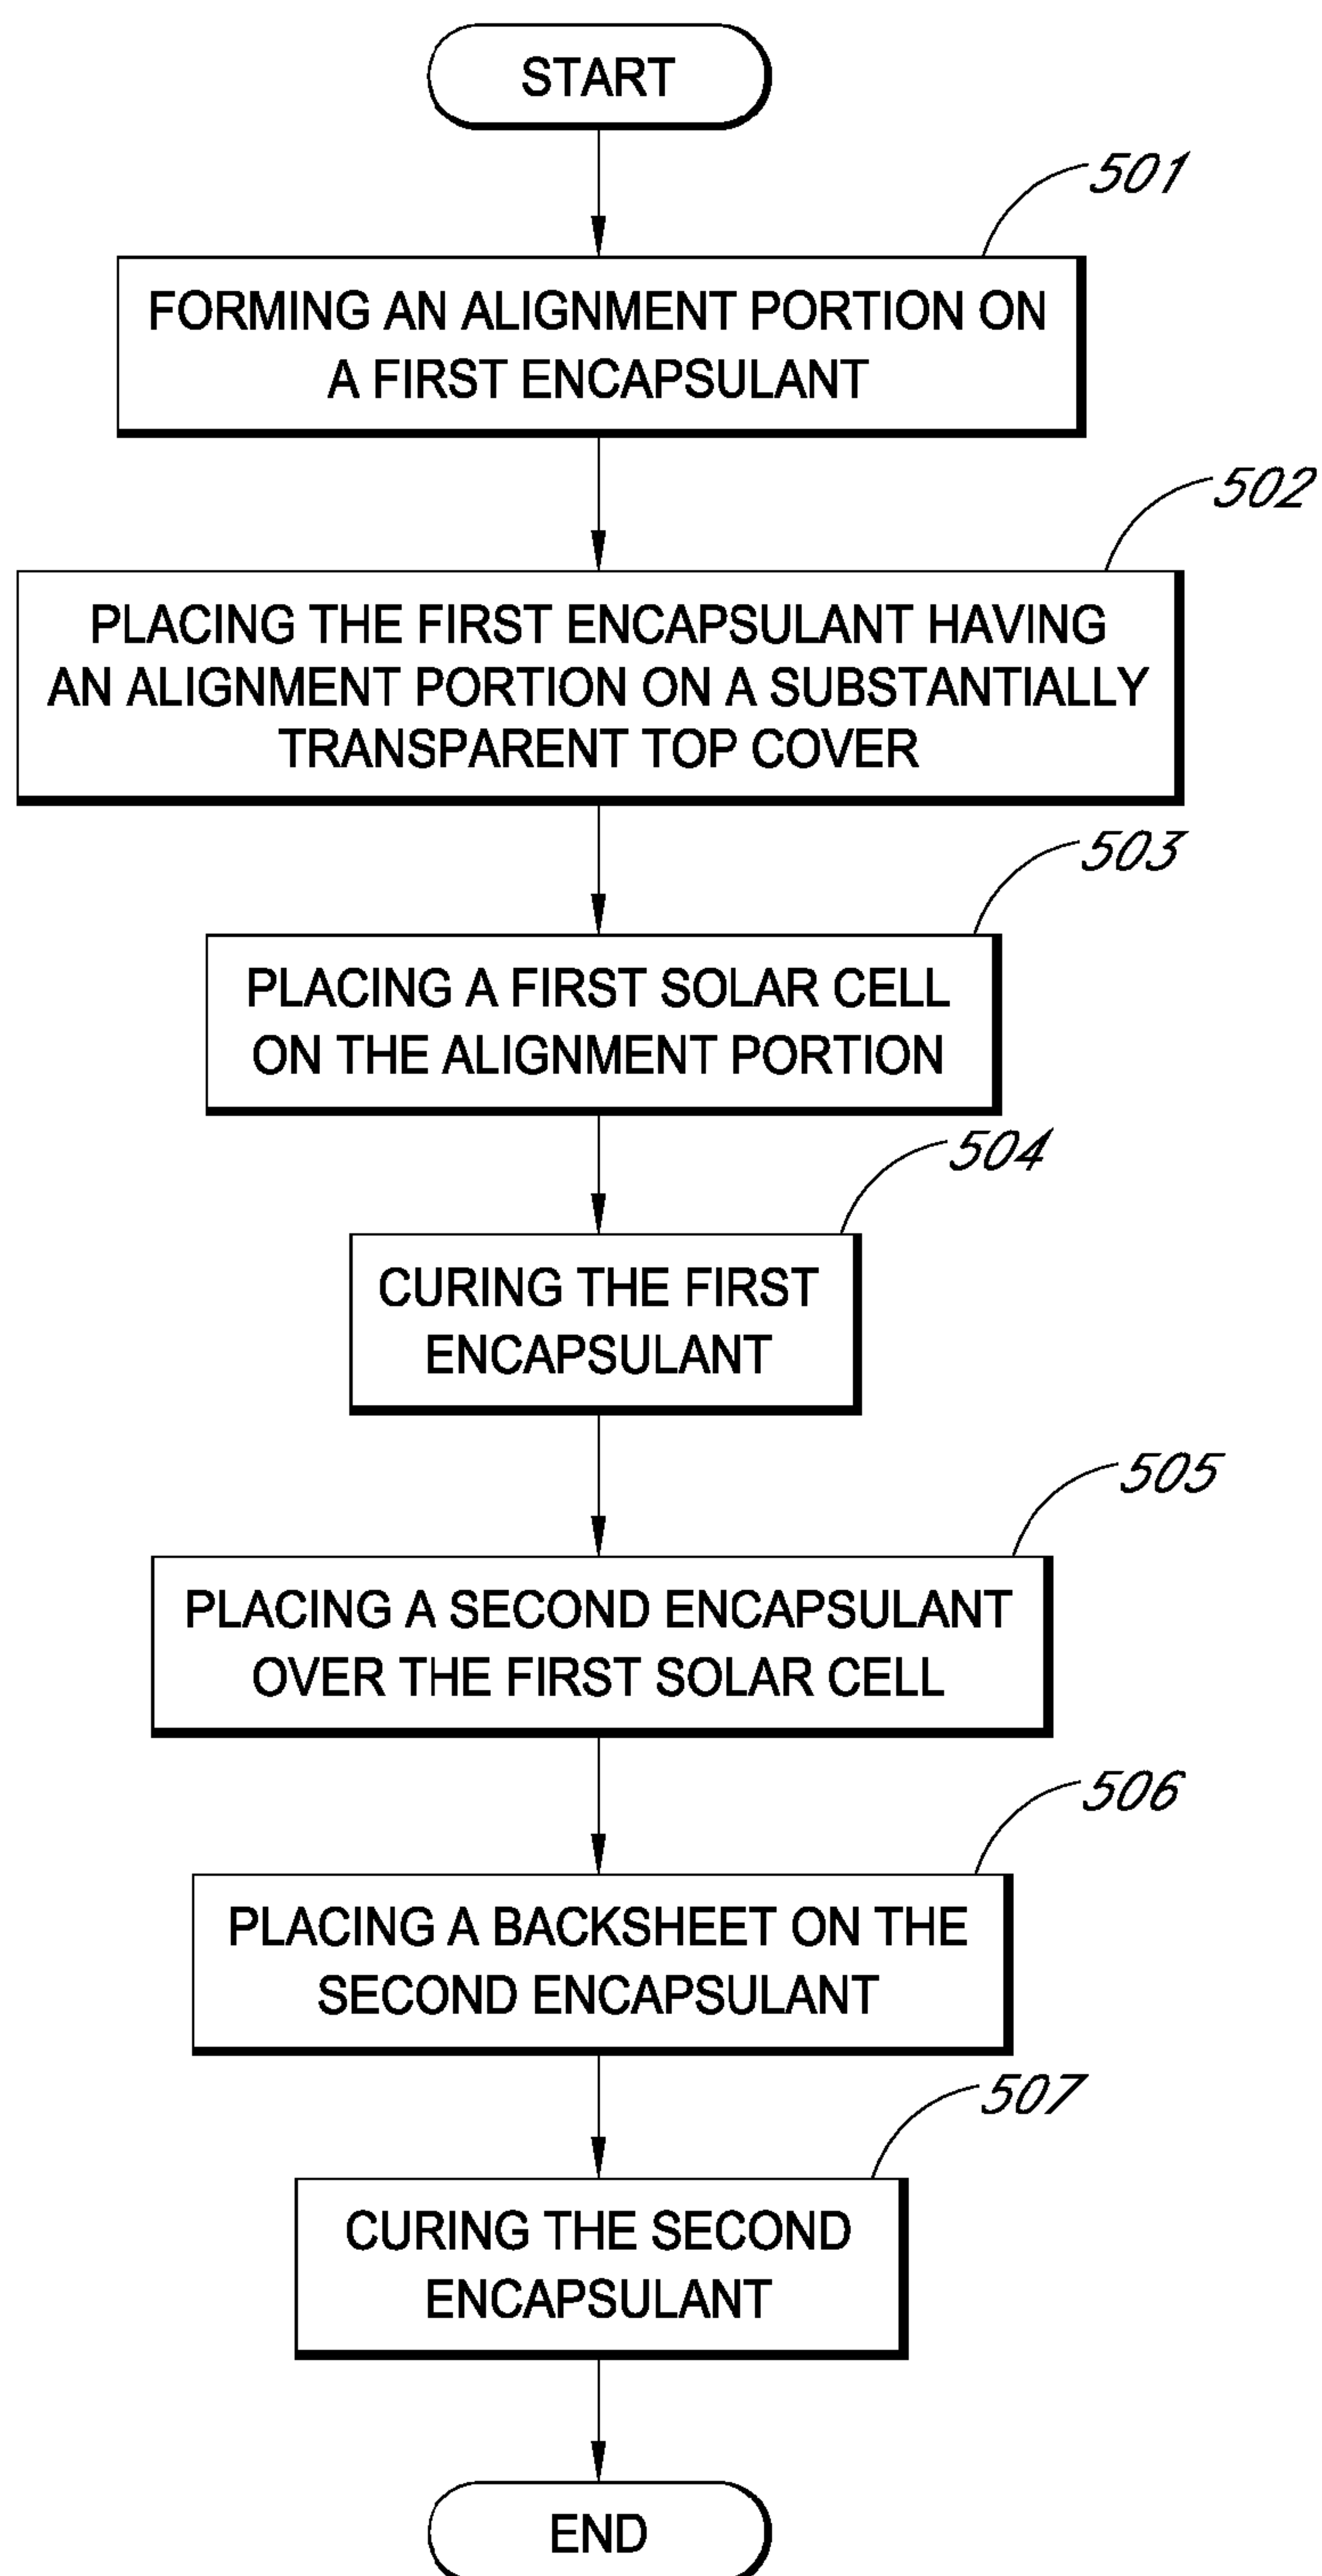 START
501
FORMING AN ALIGNMENT PORTION ON
A FIRST ENCAPSULANT
502
PLACING THE FIRST ENCAPSULANT HAVING
AN ALIGNMENT PORTION ON A SUBSTANTIALLY
TRANSPARENT TOP COVER
503
PLACING A FIRST SOLAR CELL
ON THE ALIGNMENT PORTION
504
CURING THE FIRST
ENCAPSULANT
505
PLACING A SECOND ENCAPSULANT
OVER THE FIRST SOLAR CELL
506
PLACING A BACKSHEET ON THE
SECOND ENCAPSULANT
507
CURING THE SECOND
ENCAPSULANT
END